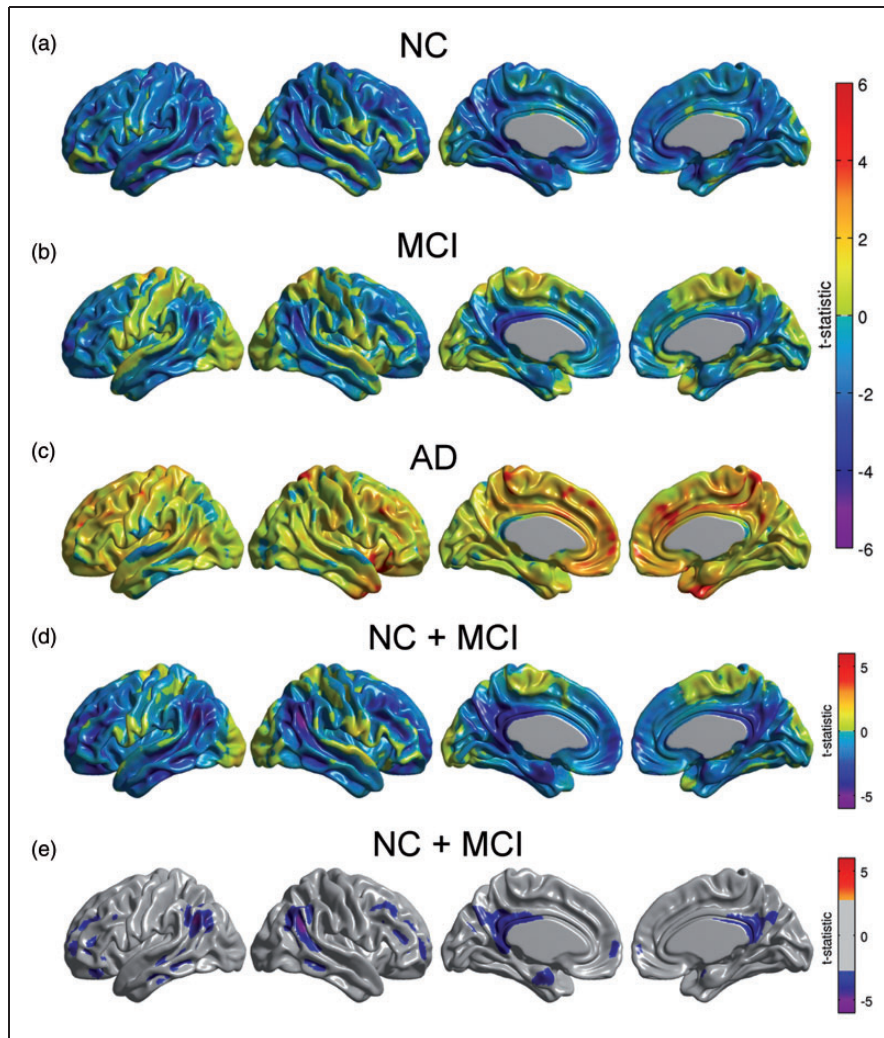 (a)
NC
(b)
MCI
(c)
AD
(d)
NC + MCI
(e)
NC + MCI
6
4
2
0
-2
-4
-6
t-statistic
5
0
-5
t-statistic
5
0
-5
t-statistic